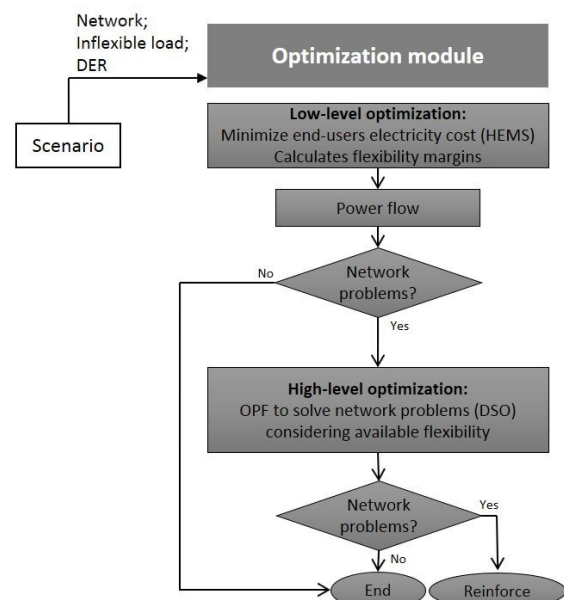 Network;
Inflexible load;
DER
Optimization module
Scenario
Low-level optimization:
Minimize end-users electricity cost (HEMS)
Calculates flexibility margins
Power flow
No
Network
problems?
Yes
High-level optimization:
OPF to solve network problems (DSO)
considering available flexibility
Network
problems?
Yes
No
End
Reinforce